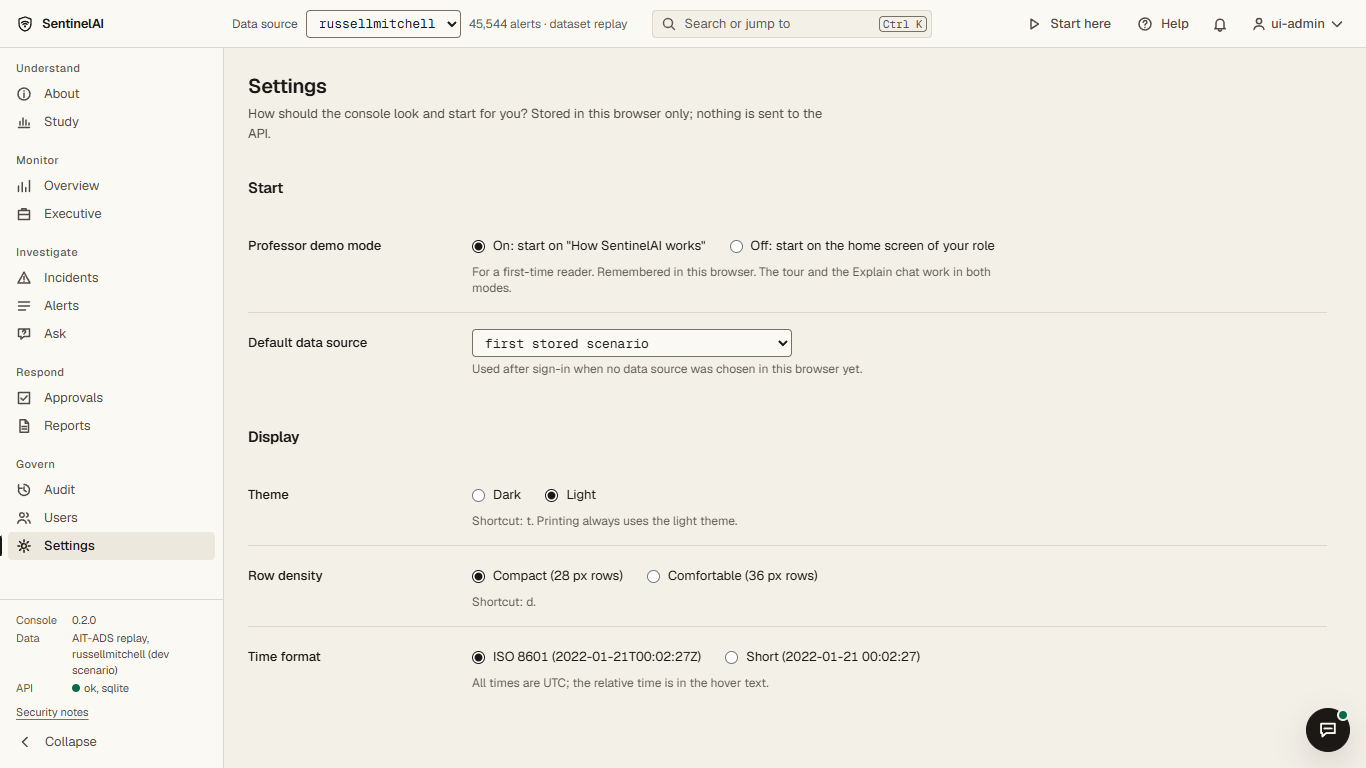 SentinelAI
Data source
russellmitchell
45,544 alerts · dataset replay
Search or jump to
Ctrl K
Start here
Help
ui-admin
Understand
About
Study
Monitor
Overview
Executive
Investigate
Incidents
Alerts
Ask
Respond
Approvals
Reports
Govern
Audit
Users
Settings
Console 0.2.0
Data AIT-ADS replay,
russellmitchell (dev
scenario)
API ok, sqlite
Security notes
Collapse
Settings
How should the console look and start for you? Stored in this browser only; nothing is sent to the
API.
Start
Professor demo mode
On: start on "How SentinelAI works"
Off: start on the home screen of your role
For a first-time reader. Remembered in this browser. The tour and the Explain chat work in both
modes.
Default data source
first stored scenario
Used after sign-in when no data source was chosen in this browser yet.
Display
Theme
Dark
Light
Shortcut: t. Printing always uses the light theme.
Row density
Compact (28 px rows)
Comfortable (36 px rows)
Shortcut: d.
Time format
ISO 8601 (2022-01-21T00:02:27Z)
Short (2022-01-21 00:02:27)
All times are UTC; the relative time is in the hover text.